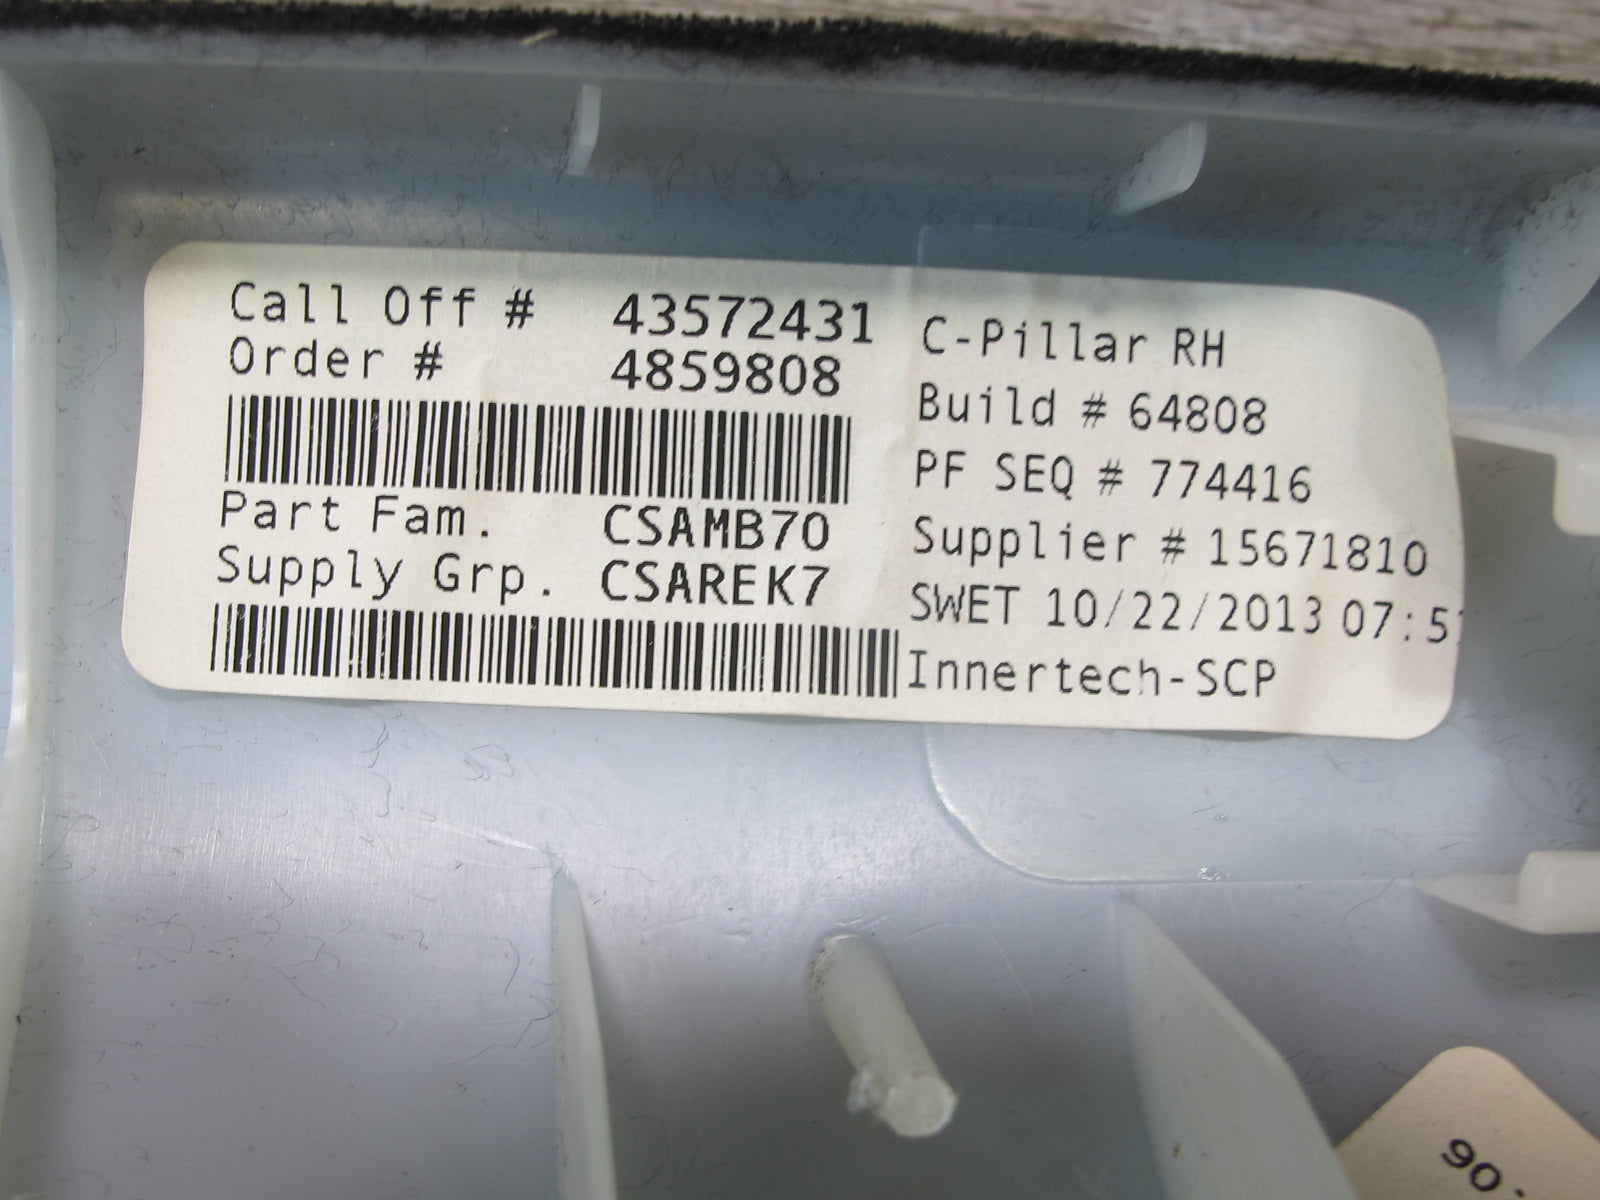 Call Off # 43572431
Order # 4859808
Part Fam. CSAMB70
Supply Grp. CSAREK7
C-Pillar RH
Build # 64808
PF SEQ # 774416
Supplier # 15671810
SWET 10/22/2013 07:5
Innertech-SCP
90